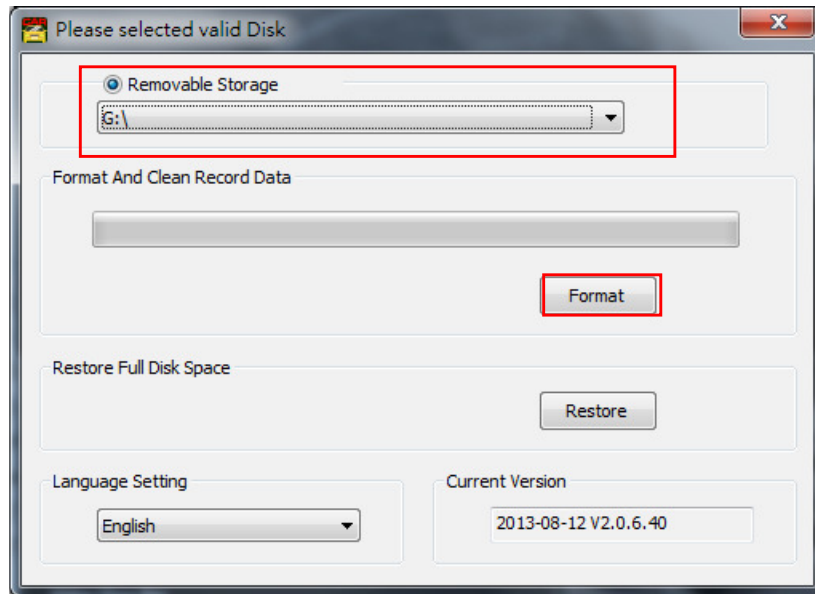 Please selected valid Disk
Removable Storage
G:\
Format And Clean Record Data
Format
Restore Full Disk Space
Restore
Language Setting
Current Version
English
2013-08-12 V2.0.6.40